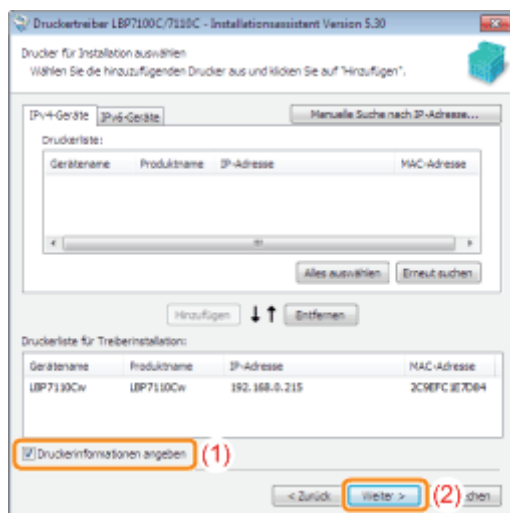 Druckertreiber LBP7100C/7110C - Installationsassistent Version 5.30
Drucker für Installation auswählen
Wählen Sie die hinzuzufügenden Drucker aus und klicken Sie auf "Hinzufügen".
IPv4-Geräte IPv6-Geräte Manuelle Suche nach IP-Adresse...
Druckerliste:
Gerätename Produktname IP-Adresse MAC-Adresse
Alles auswählen Erneut suchen
Hinzufügen ↓ ↑ Entfernen
Druckerliste für Treiberinstallation:
Gerätename Produktname IP-Adresse MAC-Adresse
LBP7110Cw LBP7110Cw 192.168.0.215 2C9EFC1E7D84
Druckerinformationen angeben (1)
< Zurück Weiter > (2) chen